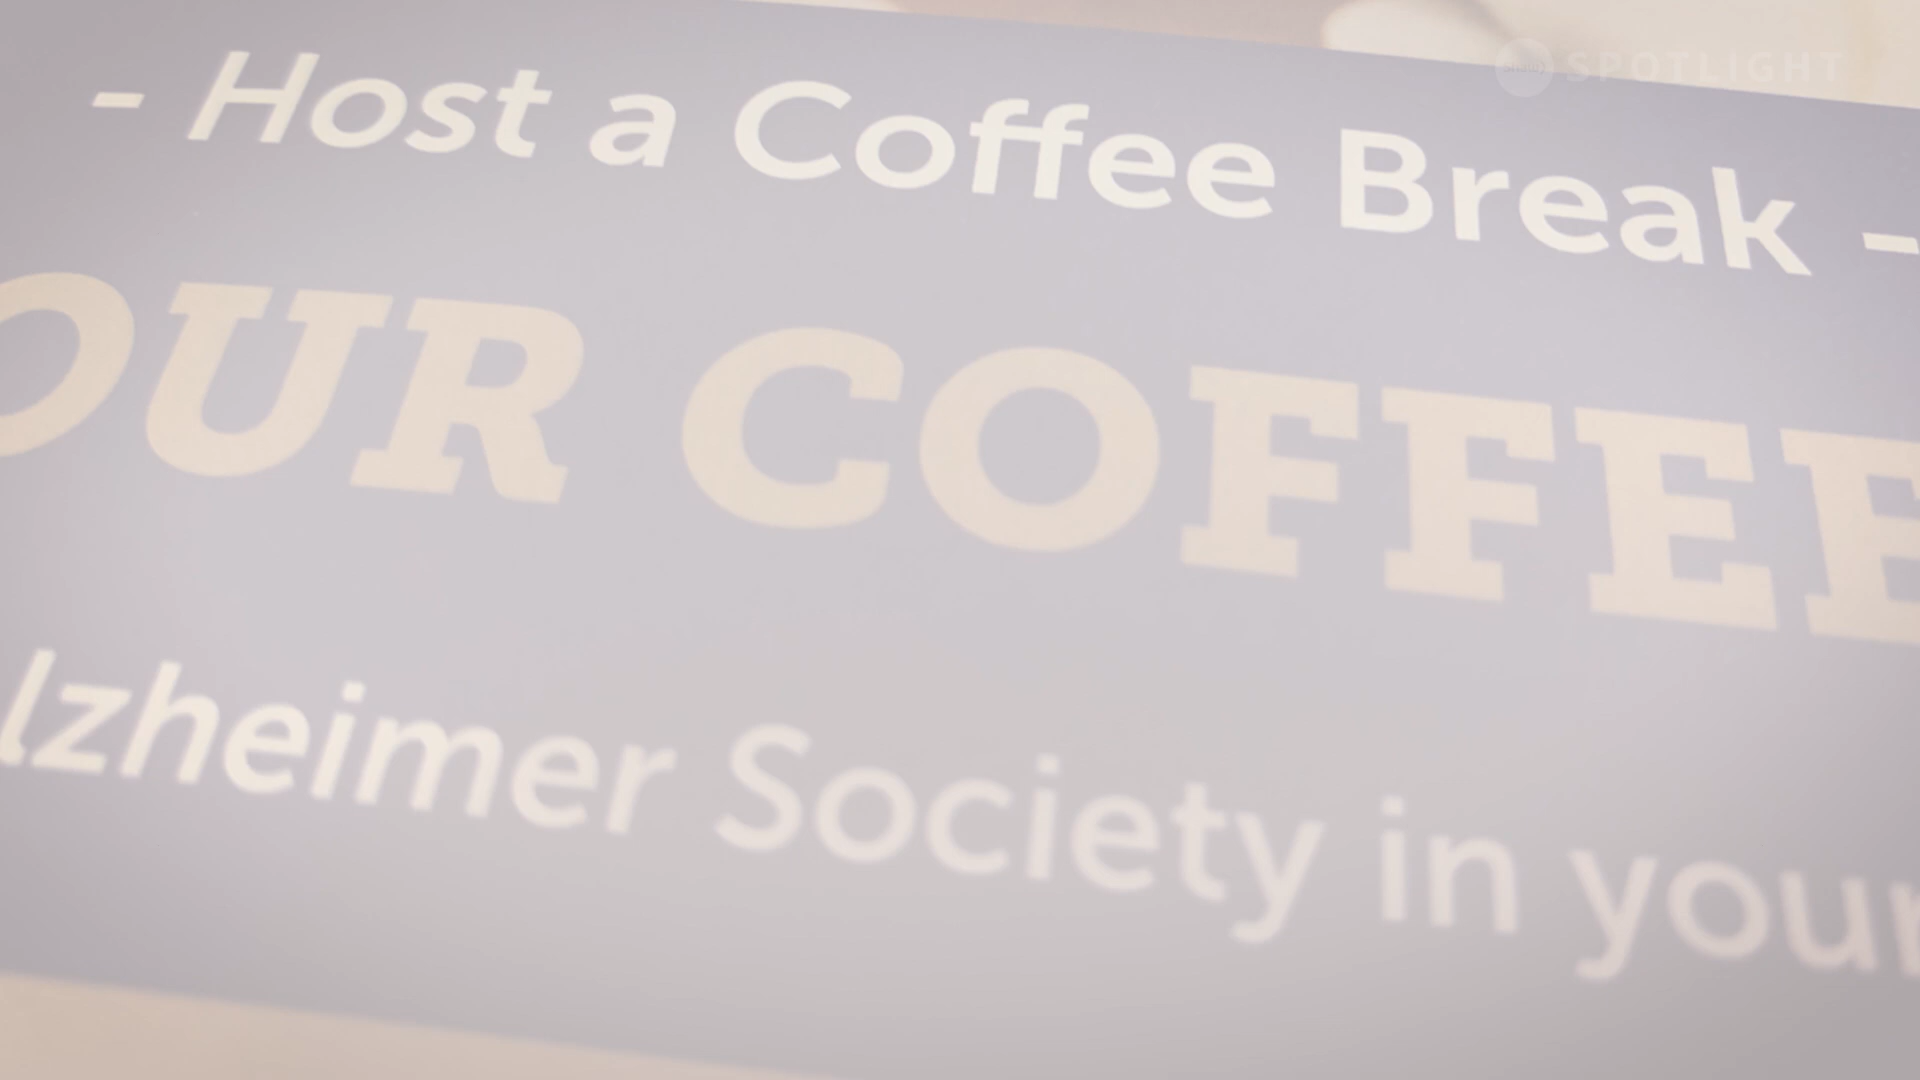 SPOTLIGHT
- Host a Coffee Break -
OUR COFFEE
lzheimer Society in your